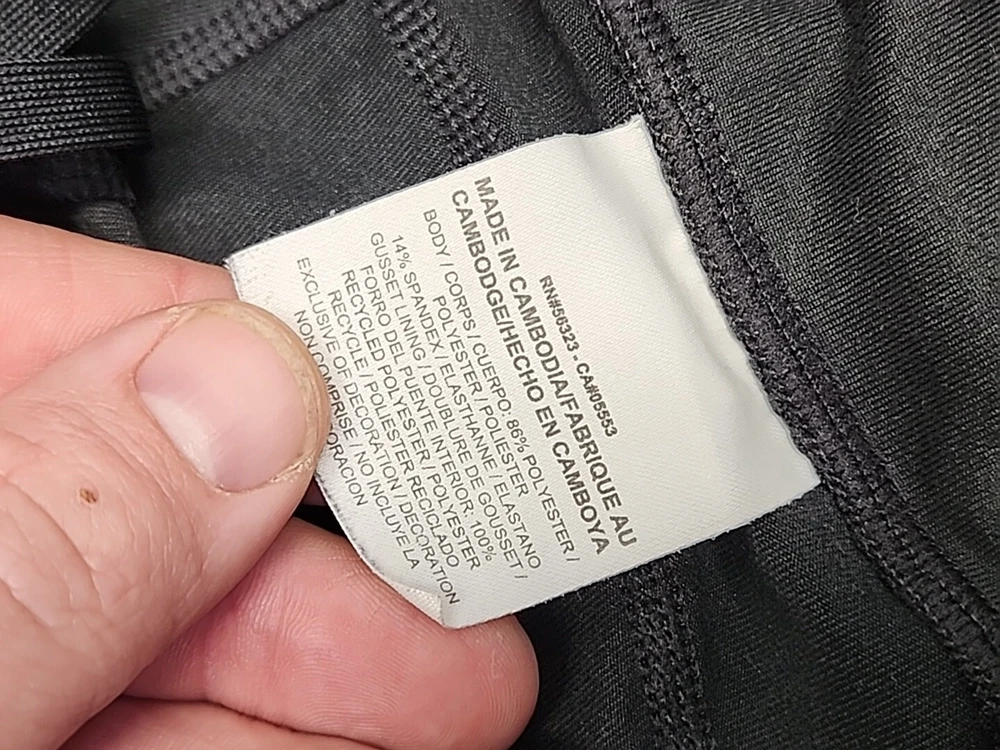 RN#56323 - CA#05553
MADE IN CAMBODIA/FABRIQUE AU
CAMBODGE/HECHO EN CAMBOYA
BODY / CORPS / CUERPO: 86% POLYESTER /
POLYESTER / POLIESTER
14% SPANDEX / ELASTHANNE / ELASTANO
GUSSET LINING / DOUBLURE DE GOUSSET /
FORRO DEL PUENTE INTERIOR: 100%
RECYCLED POLYESTER / POLYESTER
RECYCLÉ / POLIESTER RECICLADO
EXCLUSIVE OF DECORATION / DECORATION
NON COMPRISE / NO INCLUYE LA